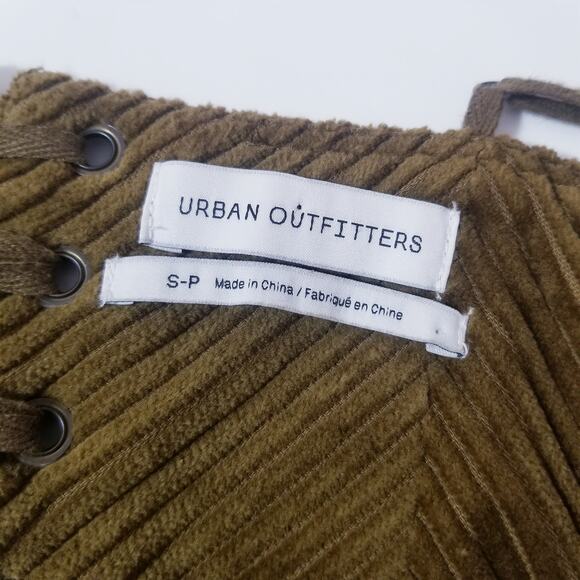 URBAN OUTFITTERS
S-P Made in China / Fabriqué en Chine